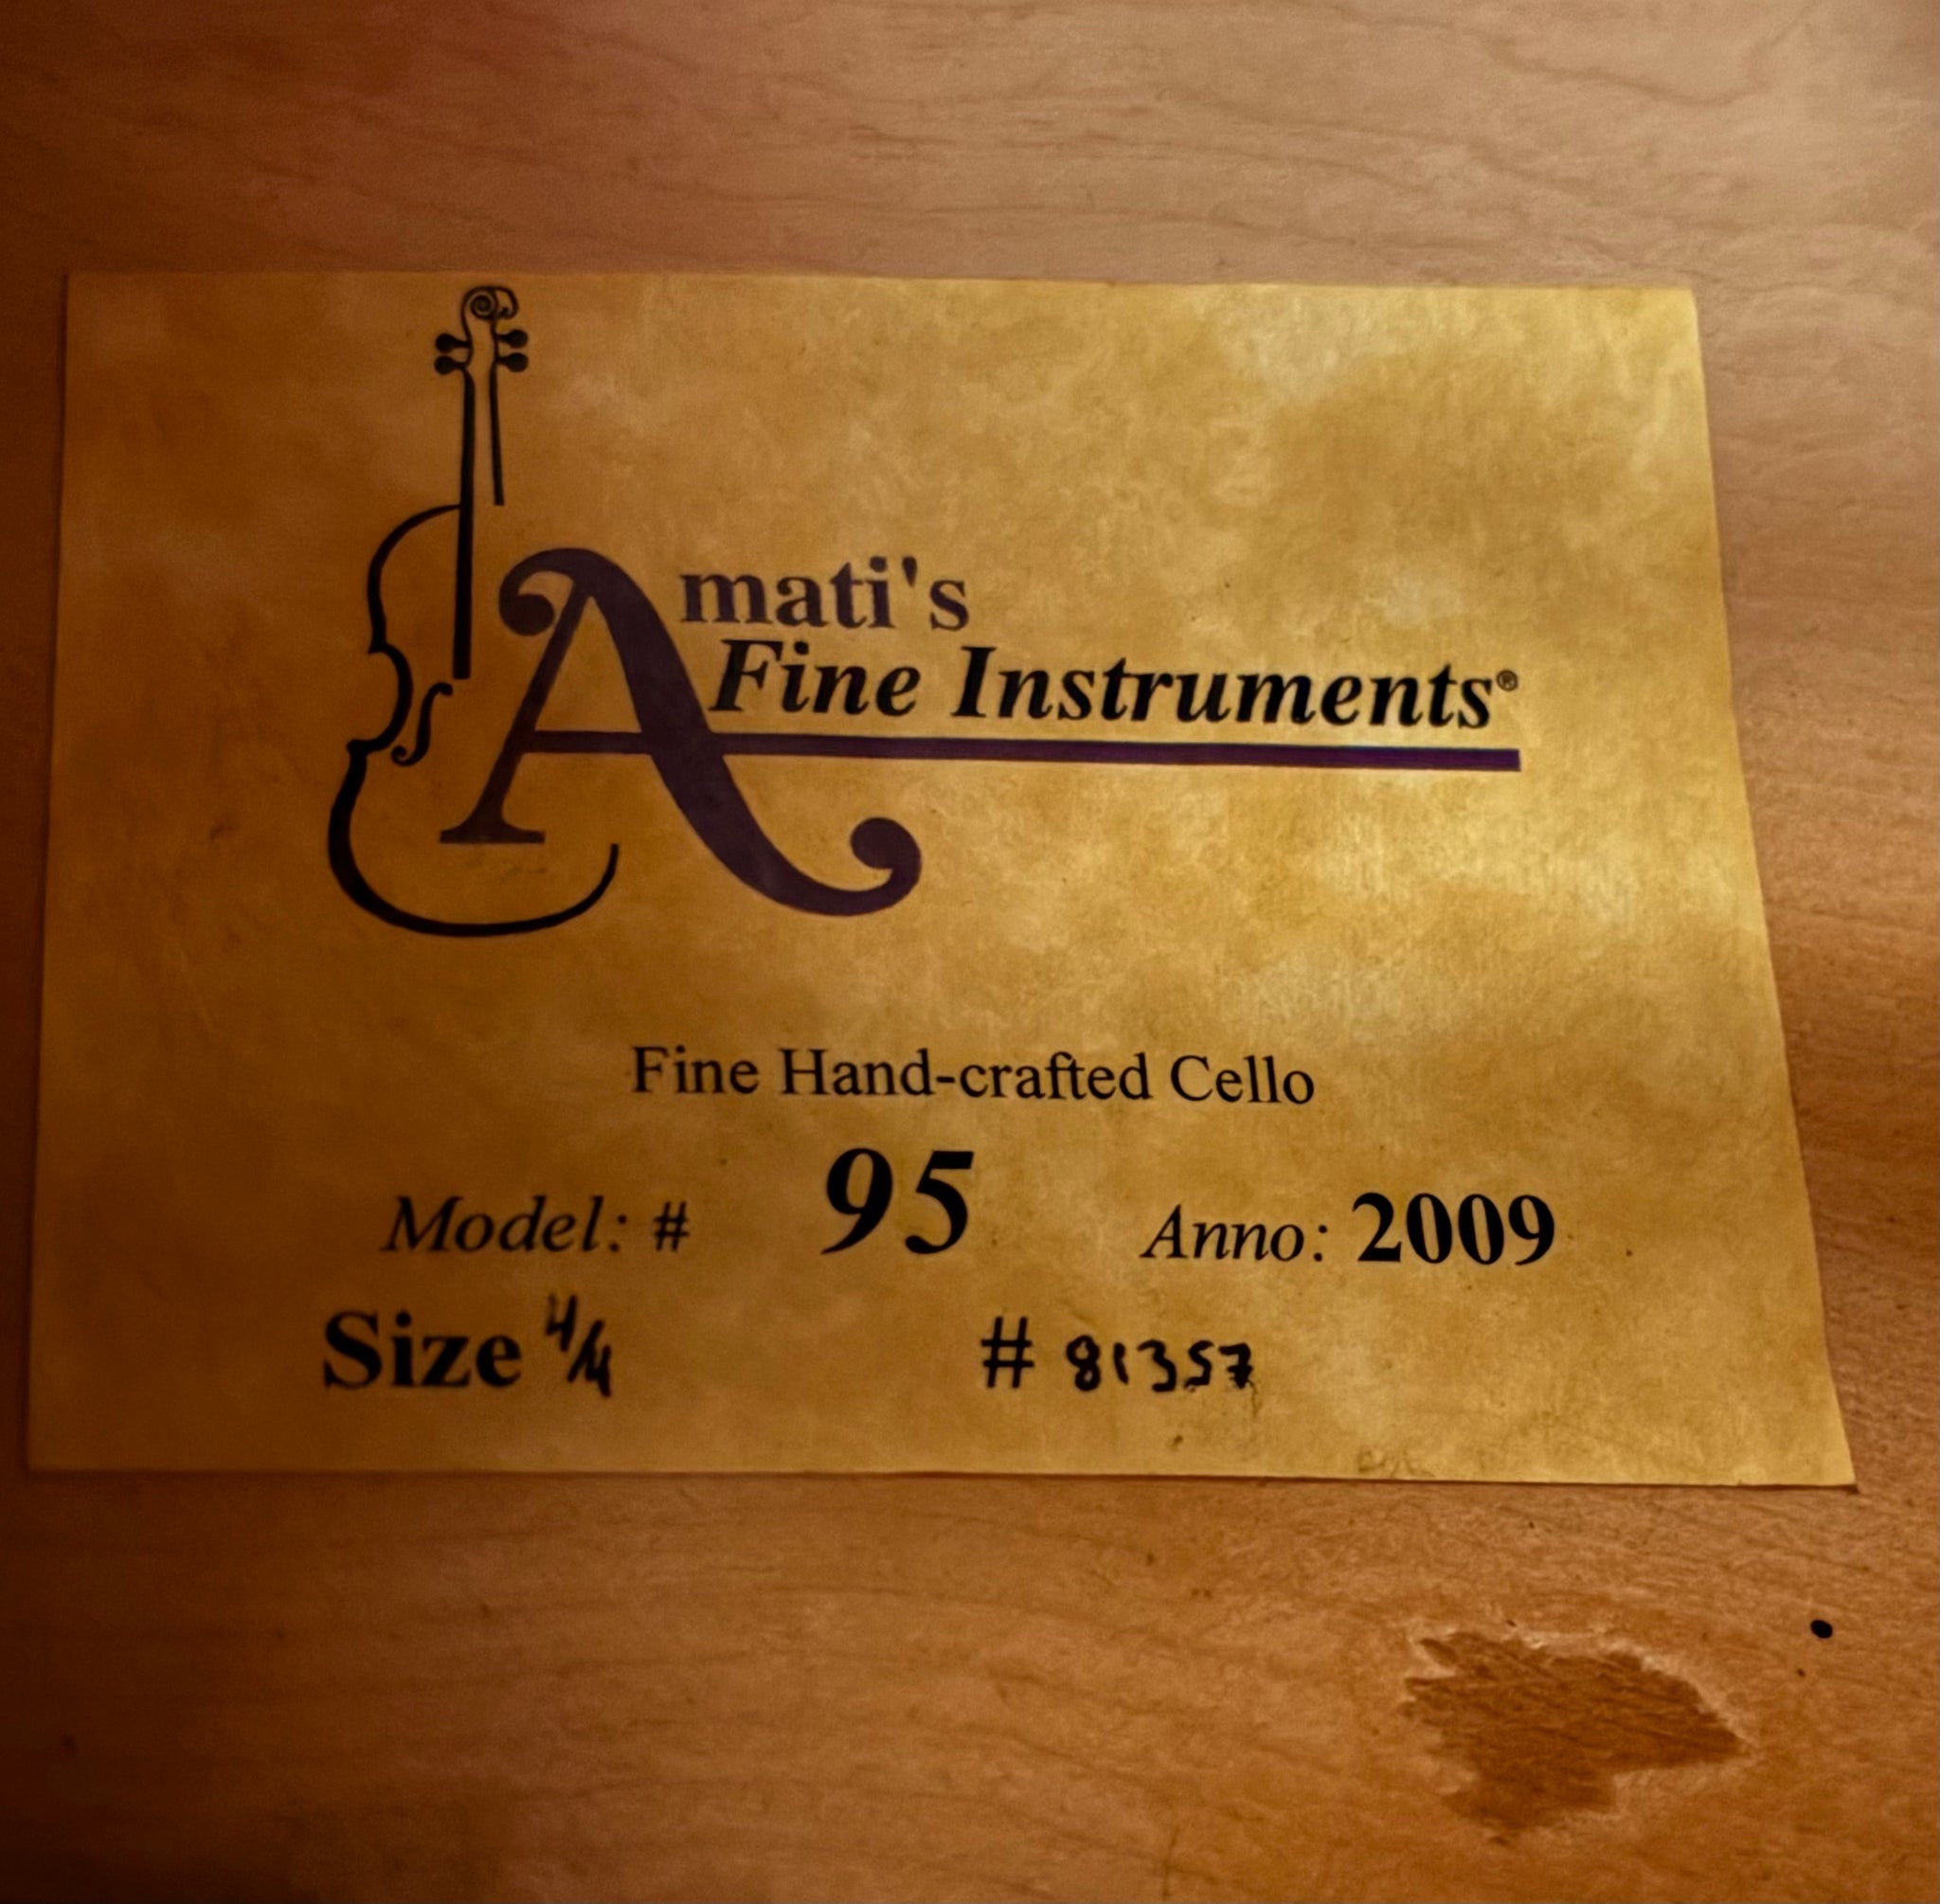 Amati's
Fine Instruments®
Fine Hand-crafted Cello
Model: # 95 Anno: 2009
Size 4/4 # 81357